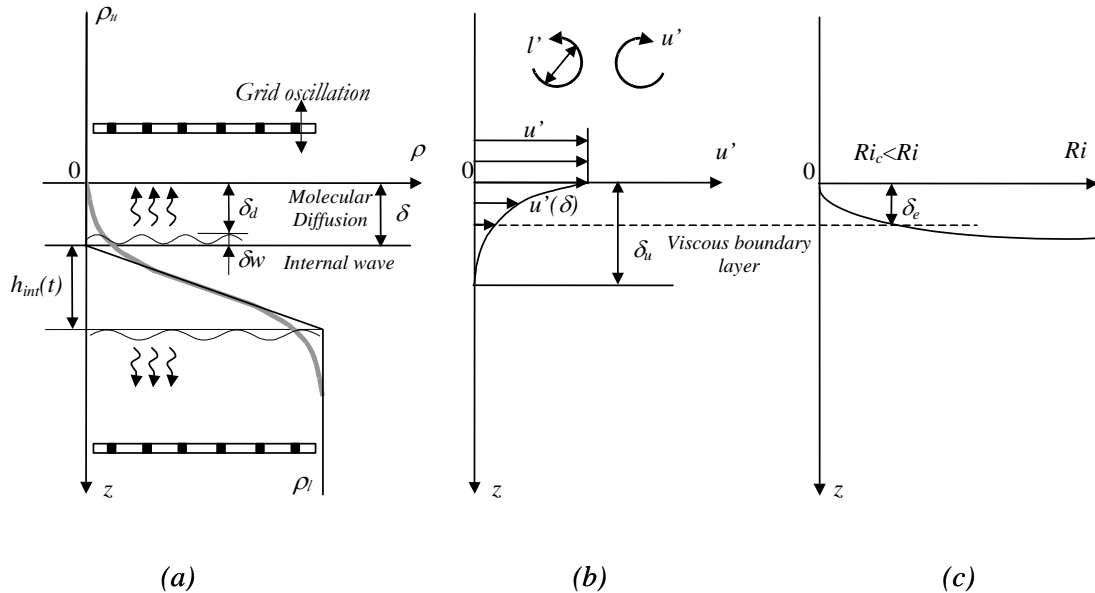 ρu
Grid oscillation
0
ρ
Molecular
Diffusion
δd
δ
Internal wave
δw
hint(t)
ρl
z
(a)
l’
u’
u’
0
u’
u’(δ)
δu
Viscous boundary
layer
z
(b)
Ric<Ri
Ri
0
δe
z
(c)